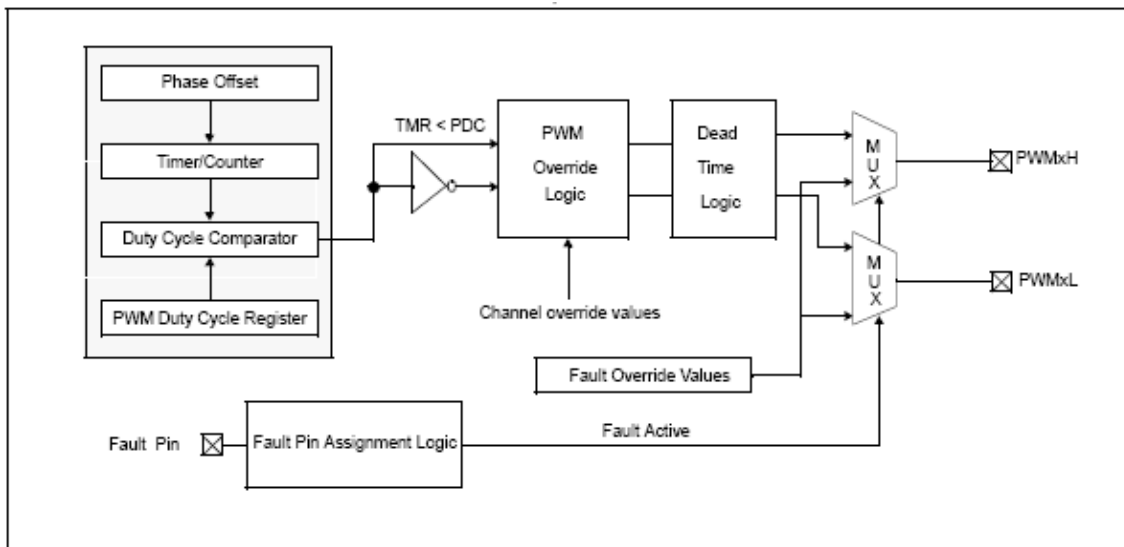 Phase Offset
Timer/Counter
Duty Cycle Comparator
PWM Duty Cycle Register
TMR < PDC
PWM
Override
Logic
Dead
Time
Logic
Channel override values
M
U
X
PWMxH
M
U
X
PWMxL
Fault Override Values
Fault Pin
Fault Pin Assignment Logic
Fault Active